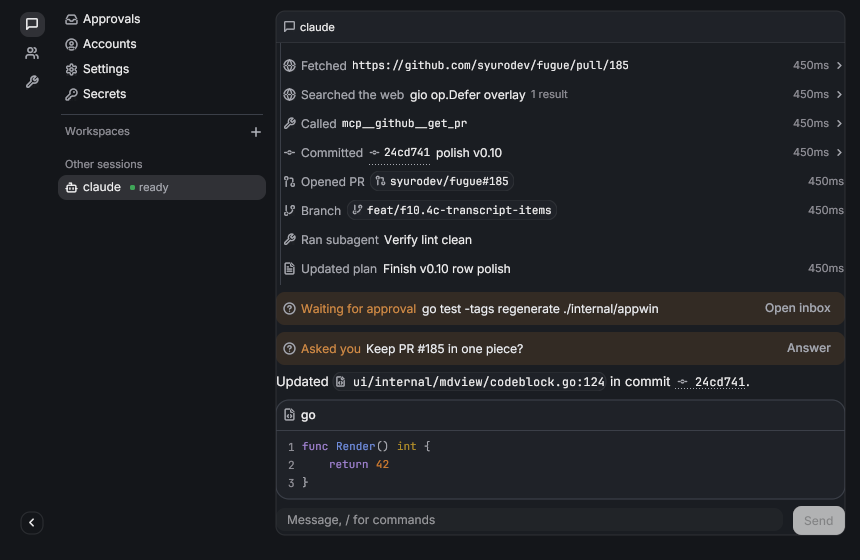 Approvals
Accounts
Settings
Secrets
Workspaces
Other sessions
claude ready
claude
Fetched https://github.com/syurodev/fugue/pull/185 450ms
Searched the web gio op.Defer overlay 1 result 450ms
Called mcp__github__get_pr 450ms
Committed 24cd741 polish v0.10 450ms
Opened PR syurodev/fugue#185 450ms
Branch feat/f10.4c-transcript-items 450ms
Ran subagent Verify lint clean
Updated plan Finish v0.10 row polish 450ms
Waiting for approval go test -tags regenerate ./internal/appwin Open inbox
Asked you Keep PR #185 in one piece? Answer
Updated ui/internal/mdview/codeblock.go:124 in commit 24cd741.
go
1 func Render() int {
2     return 42
3 }
Message, / for commands Send